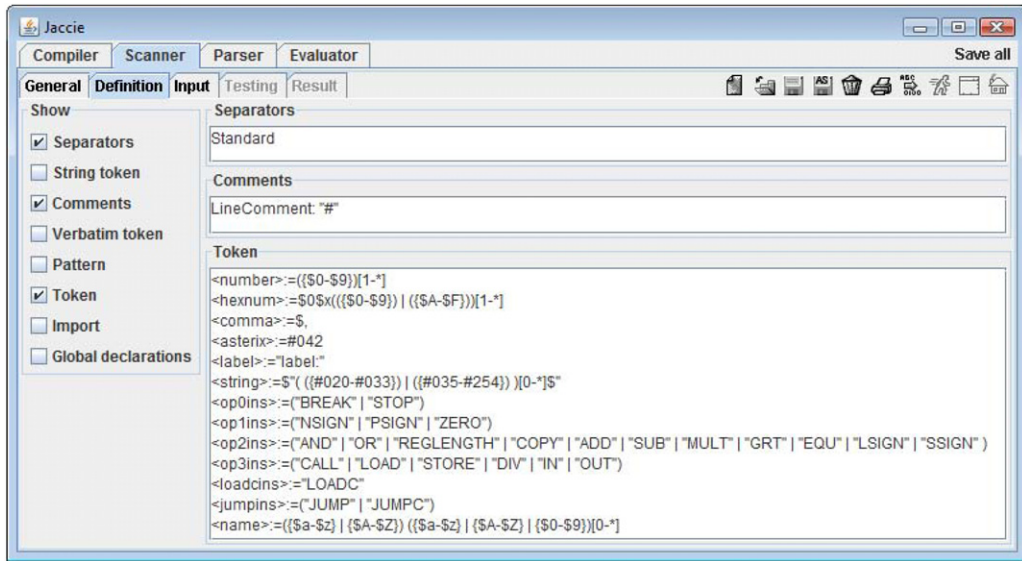 Jaccie
Compiler Scanner Parser Evaluator Save all
General Definition Input Testing Result
Show
Separators
String token
Comments
Verbatim token
Pattern
Token
Import
Global declarations
Separators
Standard
Comments
LineComment: "#"
Token
<number>:=({$0-$9})[1-*]
<hexnum>:=$0$x(({$0-$9}) | ({$A-$F}))[1-*]
<comma>:=$,
<asterix>:=#042
<label>:="label:"
<string>:=$"( ({#020-#033}) | ({#035-#254}) )[0-*]$"
<op0ins>:=("BREAK" | "STOP")
<op1ins>:=("NSIGN" | "PSIGN" | "ZERO")
<op2ins>:=("AND" | "OR" | "REGLENGTH" | "COPY" | "ADD" | "SUB" | "MULT" | "GRT" | "EQU" | "LSIGN" | "SSIGN" )
<op3ins>:=("CALL" | "LOAD" | "STORE" | "DIV" | "IN" | "OUT")
<loadcins>:="LOADC"
<jumpins>:=("JUMP" | "JUMPC")
<name>:=({$a-$z} | {$A-$Z}) ({$a-$z} | {$A-$Z} | {$0-$9})[0-*]